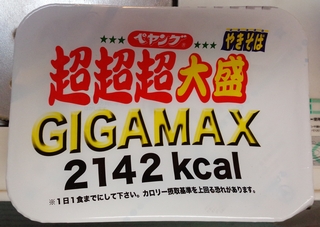 ペヤング やきそば
超超超大盛
GIGAMAX
2142 kcal
※1日1食までにして下さい。カロリー摂取基準を上回る恐れがあります。